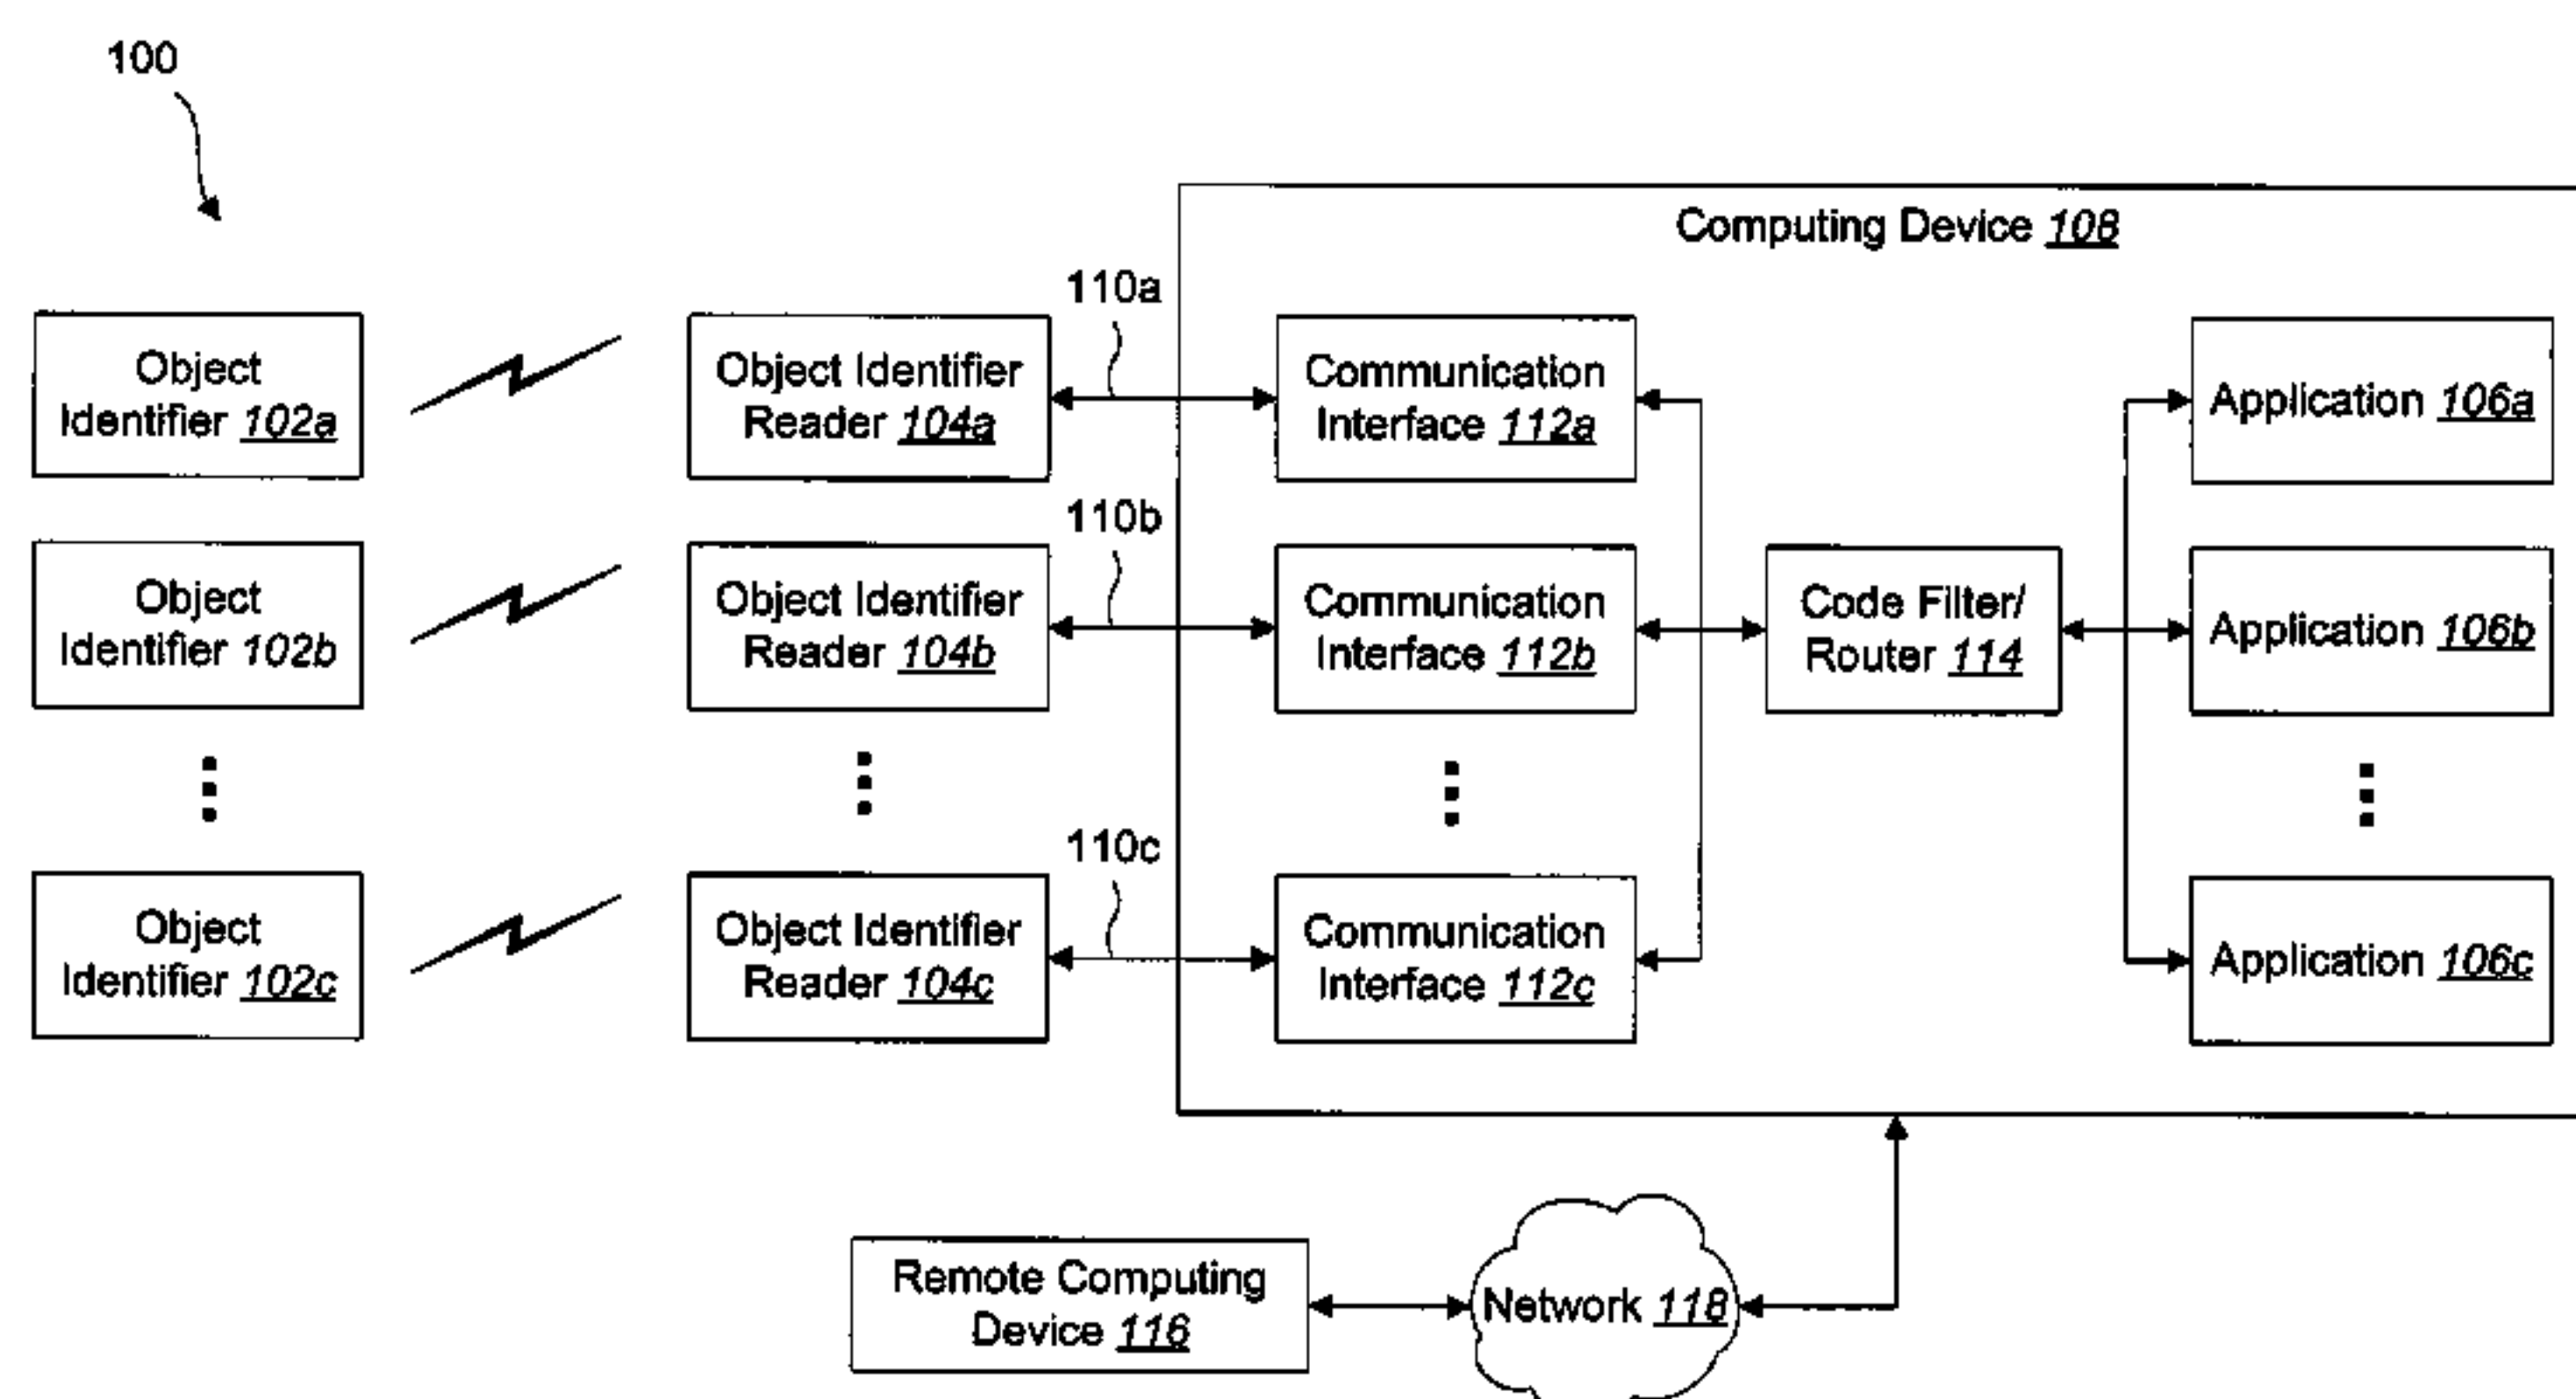 100
Computing Device 108
110a
Object
Identifier 102a
Object Identifier
Reader 104a
Communication
Interface 112a
Application 106a
110b
Object
Identifier 102b
Object Identifier
Reader 104b
Communication
Interface 112b
Code Filter/
Router 114
Application 106b
110c
Object
Identifier 102c
Object Identifier
Reader 104c
Communication
Interface 112c
Application 106c
Remote Computing
Device 116
Network 118